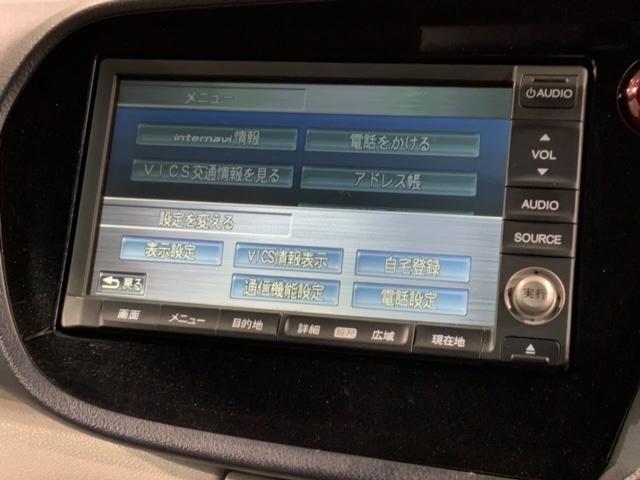 メニュー
internavi情報
電話をかける
VICS交通情報を見る
アドレス帳
設定を変える
表示設定
VICS情報表示
自宅登録
戻る
通信機能設定
電話設定
画面
メニュー
目的地
詳細
縮尺
広域
現在地
AUDIO
VOL
AUDIO
SOURCE
実行